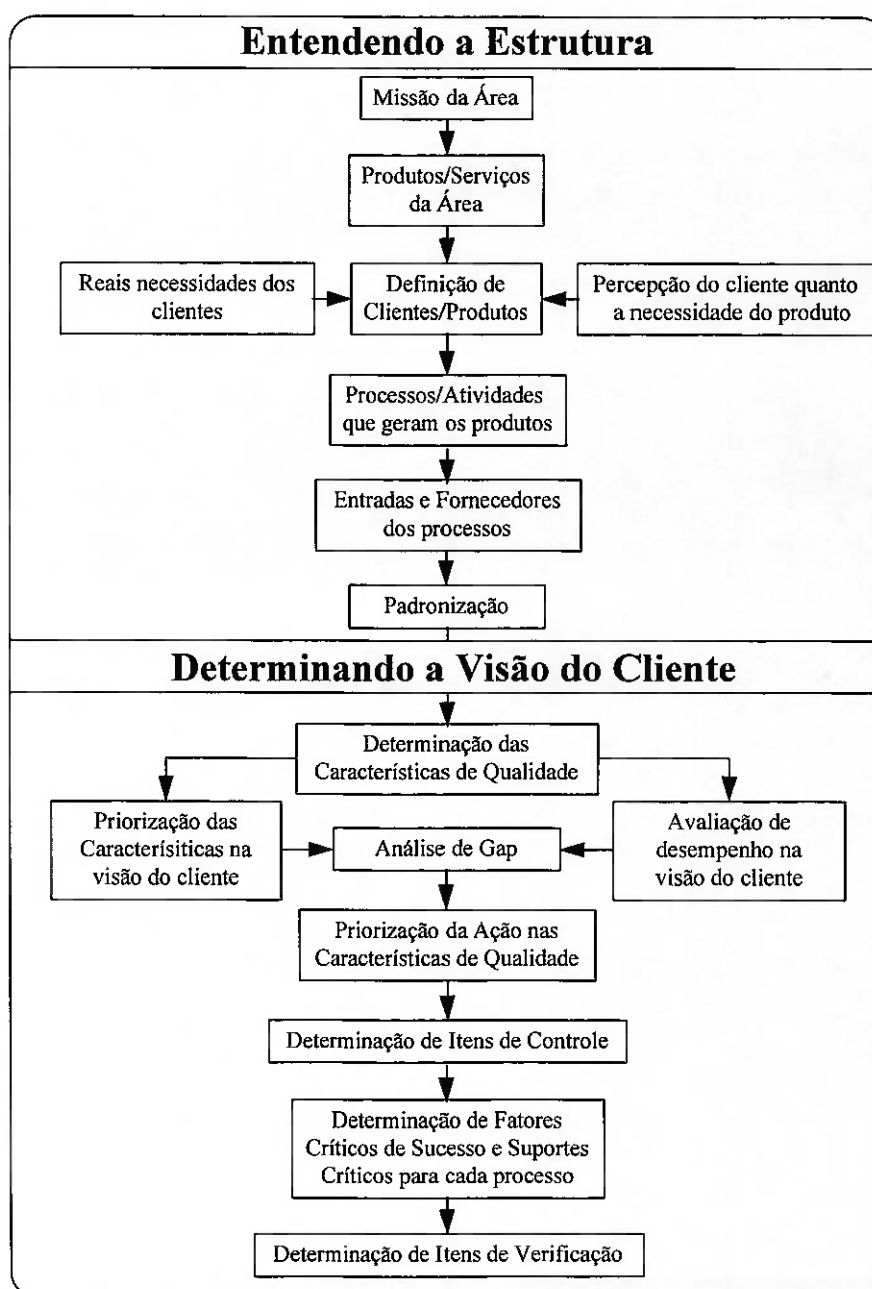 Entendendo a Estrutura
Missão da Área
Produtos/Serviços
da Área
Reais necessidades dos
clientes
Definição de
Clientes/Produtos
Percepção do cliente quanto
a necessidade do produto
Processos/Atividades
que geram os produtos
Entradas e Fornecedores
dos processos
Padronização
Determinando a Visão do Cliente
Determinação das
Características de Qualidade
Priorização das
Caracterísiticas na
visão do cliente
Análise de Gap
Avaliação de
desempenho na
visão do cliente
Priorização da Ação nas
Características de Qualidade
Determinação de Itens de Controle
Determinação de Fatores
Críticos de Sucesso e Suportes
Críticos para cada processo
Determinação de Itens de Verificação